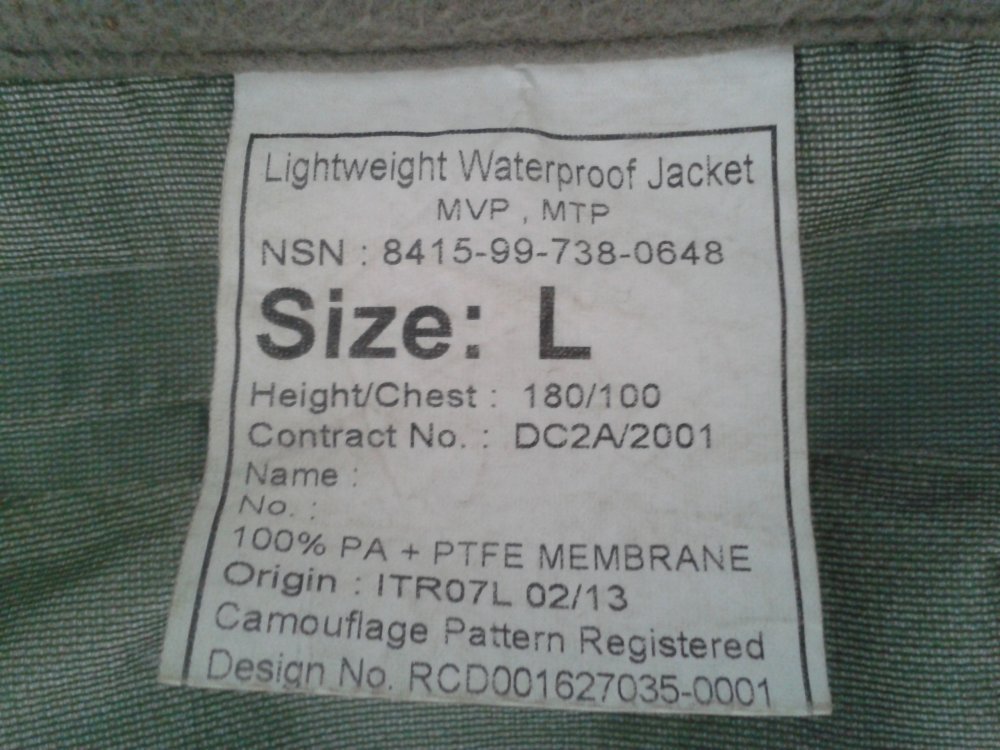 Lightweight Waterproof Jacket
MVP , MTP
NSN : 8415-99-738-0648
Size: L
Height/Chest : 180/100
Contract No. : DC2A/2001
Name :
No. :
100% PA + PTFE MEMBRANE
Origin : ITR07L 02/13
Camouflage Pattern Registered
Design No. RCD001627035-0001